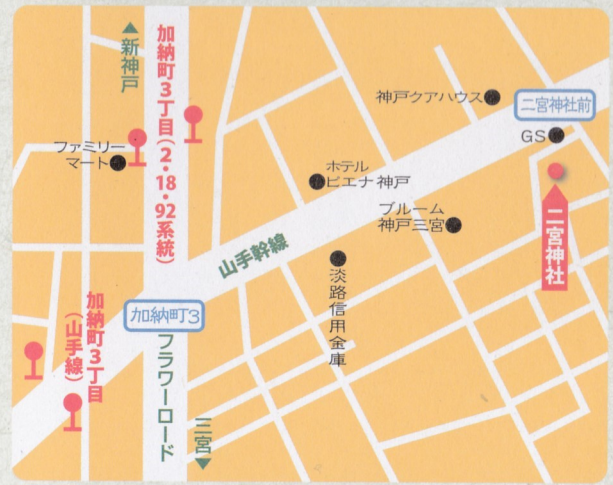 ▲新神戸
加納町3丁目(2・18・92系統)
ファミリー
マート
神戸クアハウス
二宮神社前
GS
ホテル
ピエナ神戸
ブルーム
神戸三宮
二宮神社
山手幹線
淡路信用金庫
加納町3
加納町3丁目
(山手線)
フラワーロード
三宮▼